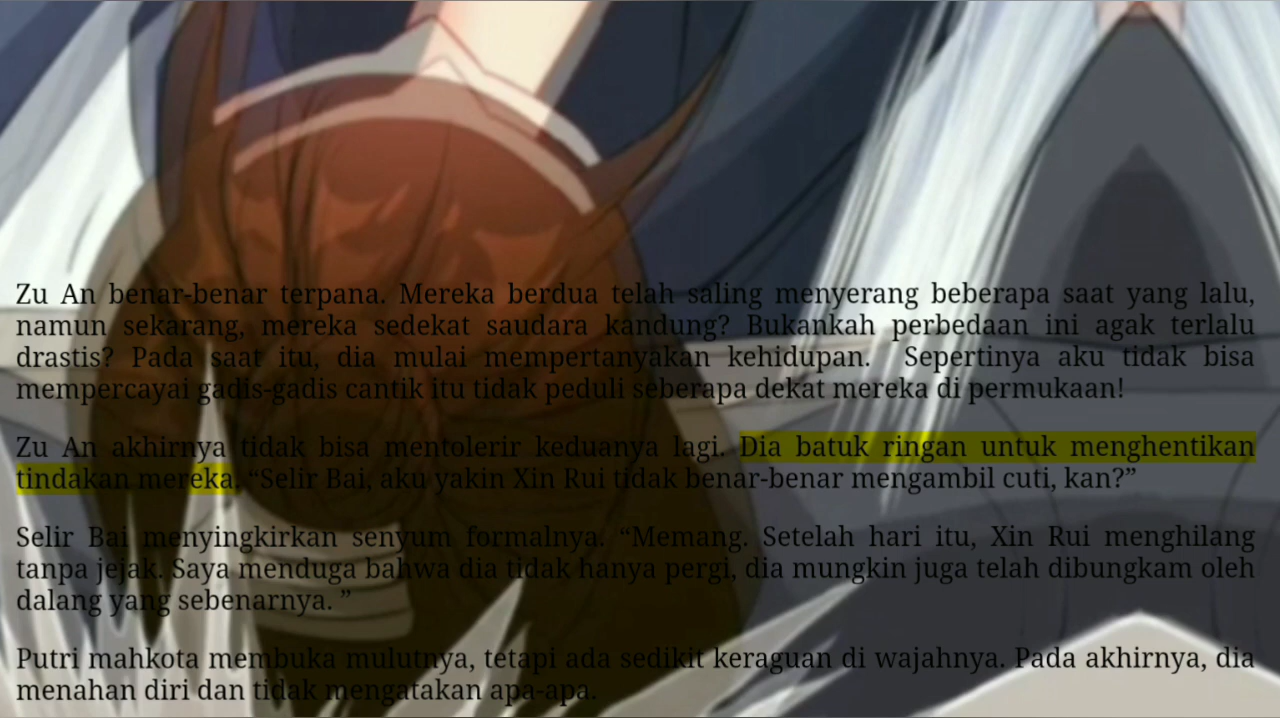 Zu An benar-benar terpana. Mereka berdua telah saling menyerang beberapa saat yang lalu,
namun sekarang, mereka sedekat saudara kandung? Bukankah perbedaan ini agak terlalu
drastis? Pada saat itu, dia mulai mempertanyakan kehidupan.  Sepertinya aku tidak bisa
mempercayai gadis-gadis cantik itu tidak peduli seberapa dekat mereka di permukaan!
Zu An akhirnya tidak bisa mentolerir keduanya lagi. Dia batuk ringan untuk menghentikan
tindakan mereka. “Selir Bai, aku yakin Xin Rui tidak benar-benar mengambil cuti, kan?”
Selir Bai menyingkirkan senyum formalnya. “Memang. Setelah hari itu, Xin Rui menghilang
tanpa jejak. Saya menduga bahwa dia tidak hanya pergi, dia mungkin juga telah dibungkam oleh
dalang yang sebenarnya. ”
Putri mahkota membuka mulutnya, tetapi ada sedikit keraguan di wajahnya. Pada akhirnya, dia
menahan diri dan tidak mengatakan apa-apa.